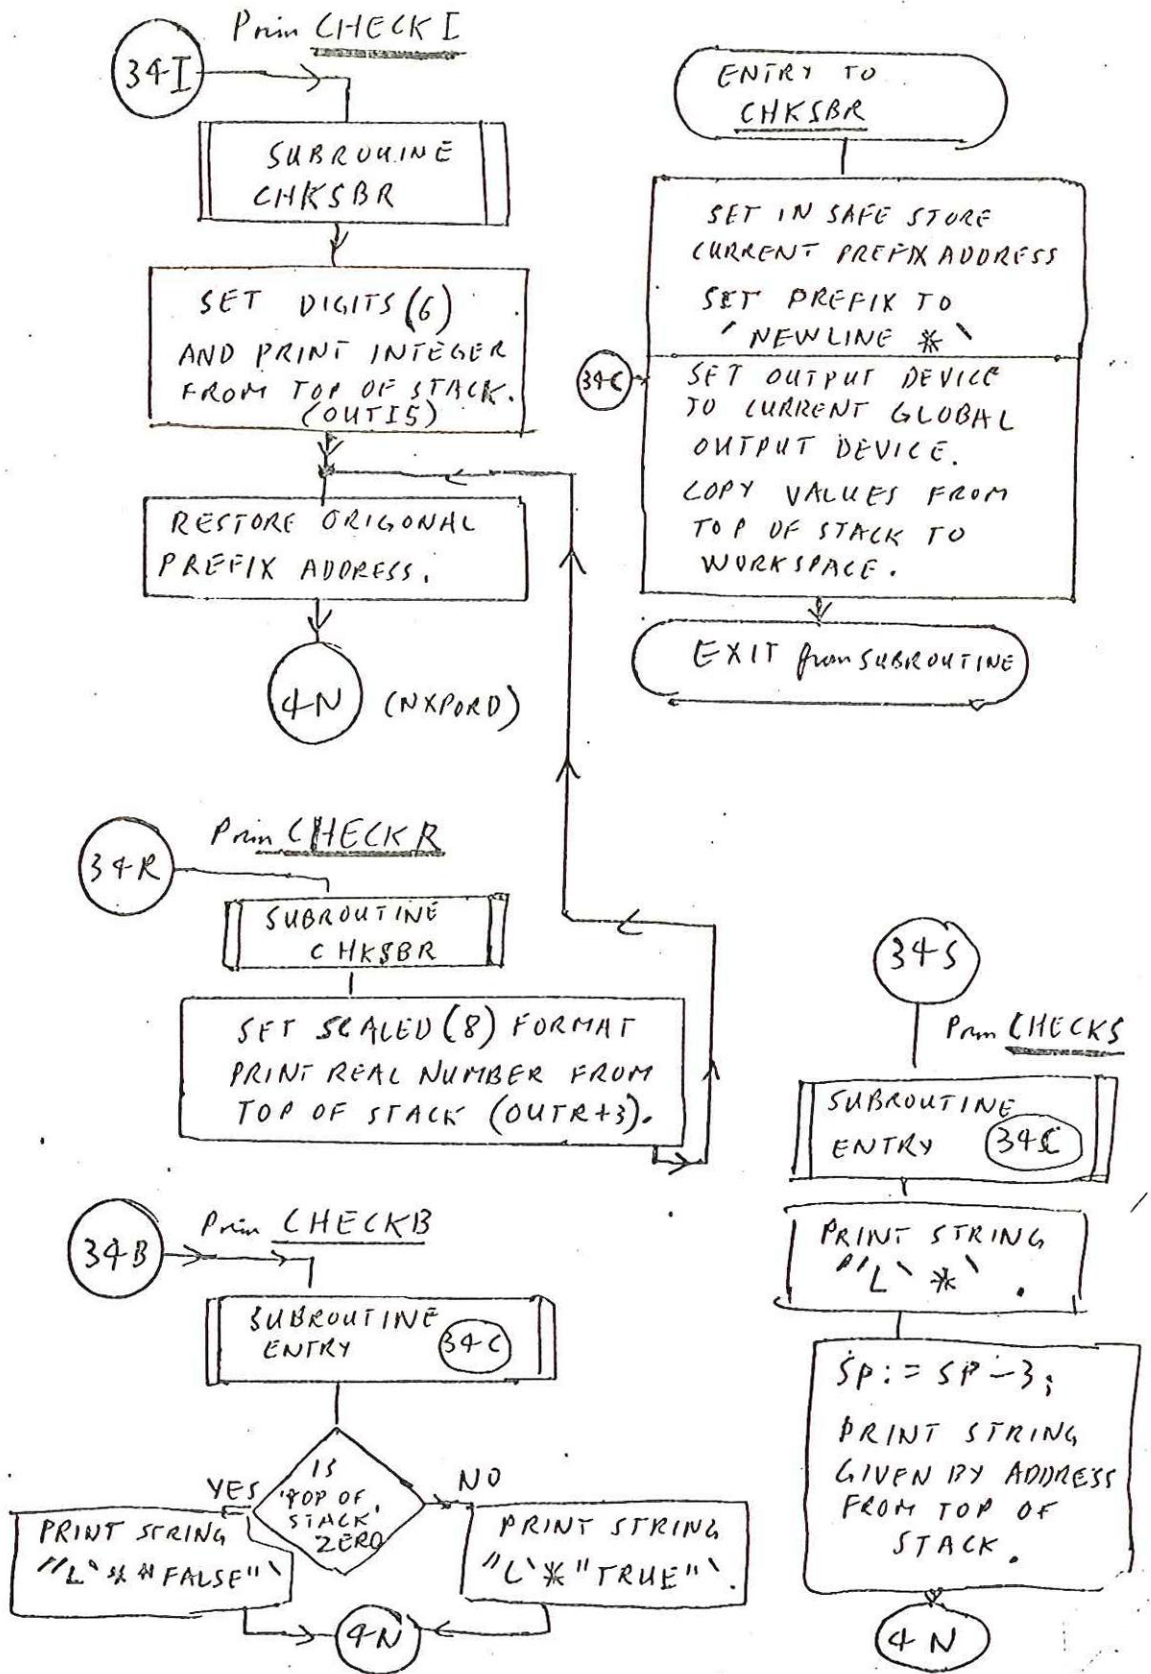 Prim CHECK I
34I
SUBROUINE
CHKSBR
SET DIGITS (6)
AND PRINT INTEGER
FROM TOP OF STACK.
(OUTI5)
RESTORE ORIGONAL
PREFIX ADDRESS.
4N (NXPORD)
ENTRY TO
CHKSBR
SET IN SAFE STORE
CURRENT PREFIX ADDRESS
SET PREFIX TO
' NEWLINE * `
34C
SET OUTPUT DEVICE
TO CURRENT GLOBAL
OUTPUT DEVICE.
COPY VALUES FROM
TOP OF STACK TO
WORKSPACE.
EXIT from SUBROUTINE
Prim CHECK R
34R
SUBROUTINE
CHKSBR
SET SCALED (8) FORMAT
PRINT REAL NUMBER FROM
TOP OF STACK (OUTR+3).
Prim CHECKB
34B
SUBROUTINE
ENTRY 34C
IS
'TOP OF
STACK'
ZERO
YES
NO
PRINT STRING
"L` * "FALSE" `
PRINT STRING
"L` * "TRUE" `.
4N
34S
Prim CHECKS
SUBROUTINE
ENTRY 34C
PRINT STRING
'"L` * ` .
SP := SP - 3;
PRINT STRING
GIVEN BY ADDRESS
FROM TOP OF
STACK.
4N